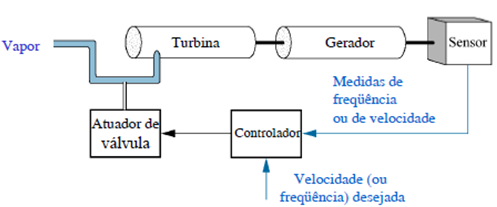 Vapor
Turbina
Gerador
Sensor
Medidas de
freqüência
ou de velocidade
Atuador de
válvula
Controlador
Velocidade (ou
freqüência) desejada